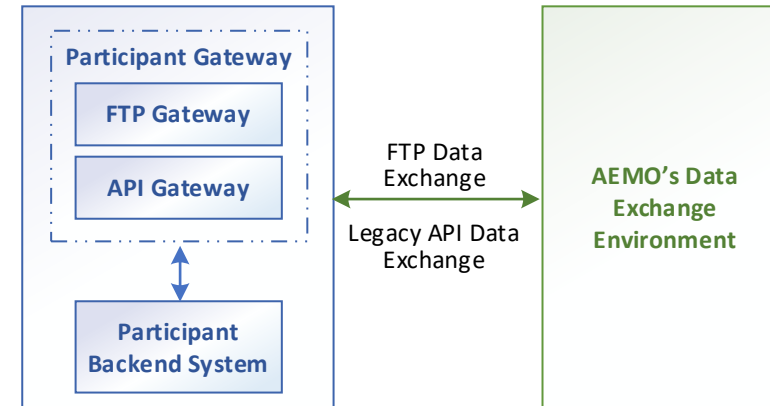 Participant Gateway
FTP Gateway
API Gateway
Participant
Backend System
FTP Data
Exchange
Legacy API Data
Exchange
AEMO’s Data
Exchange
Environment